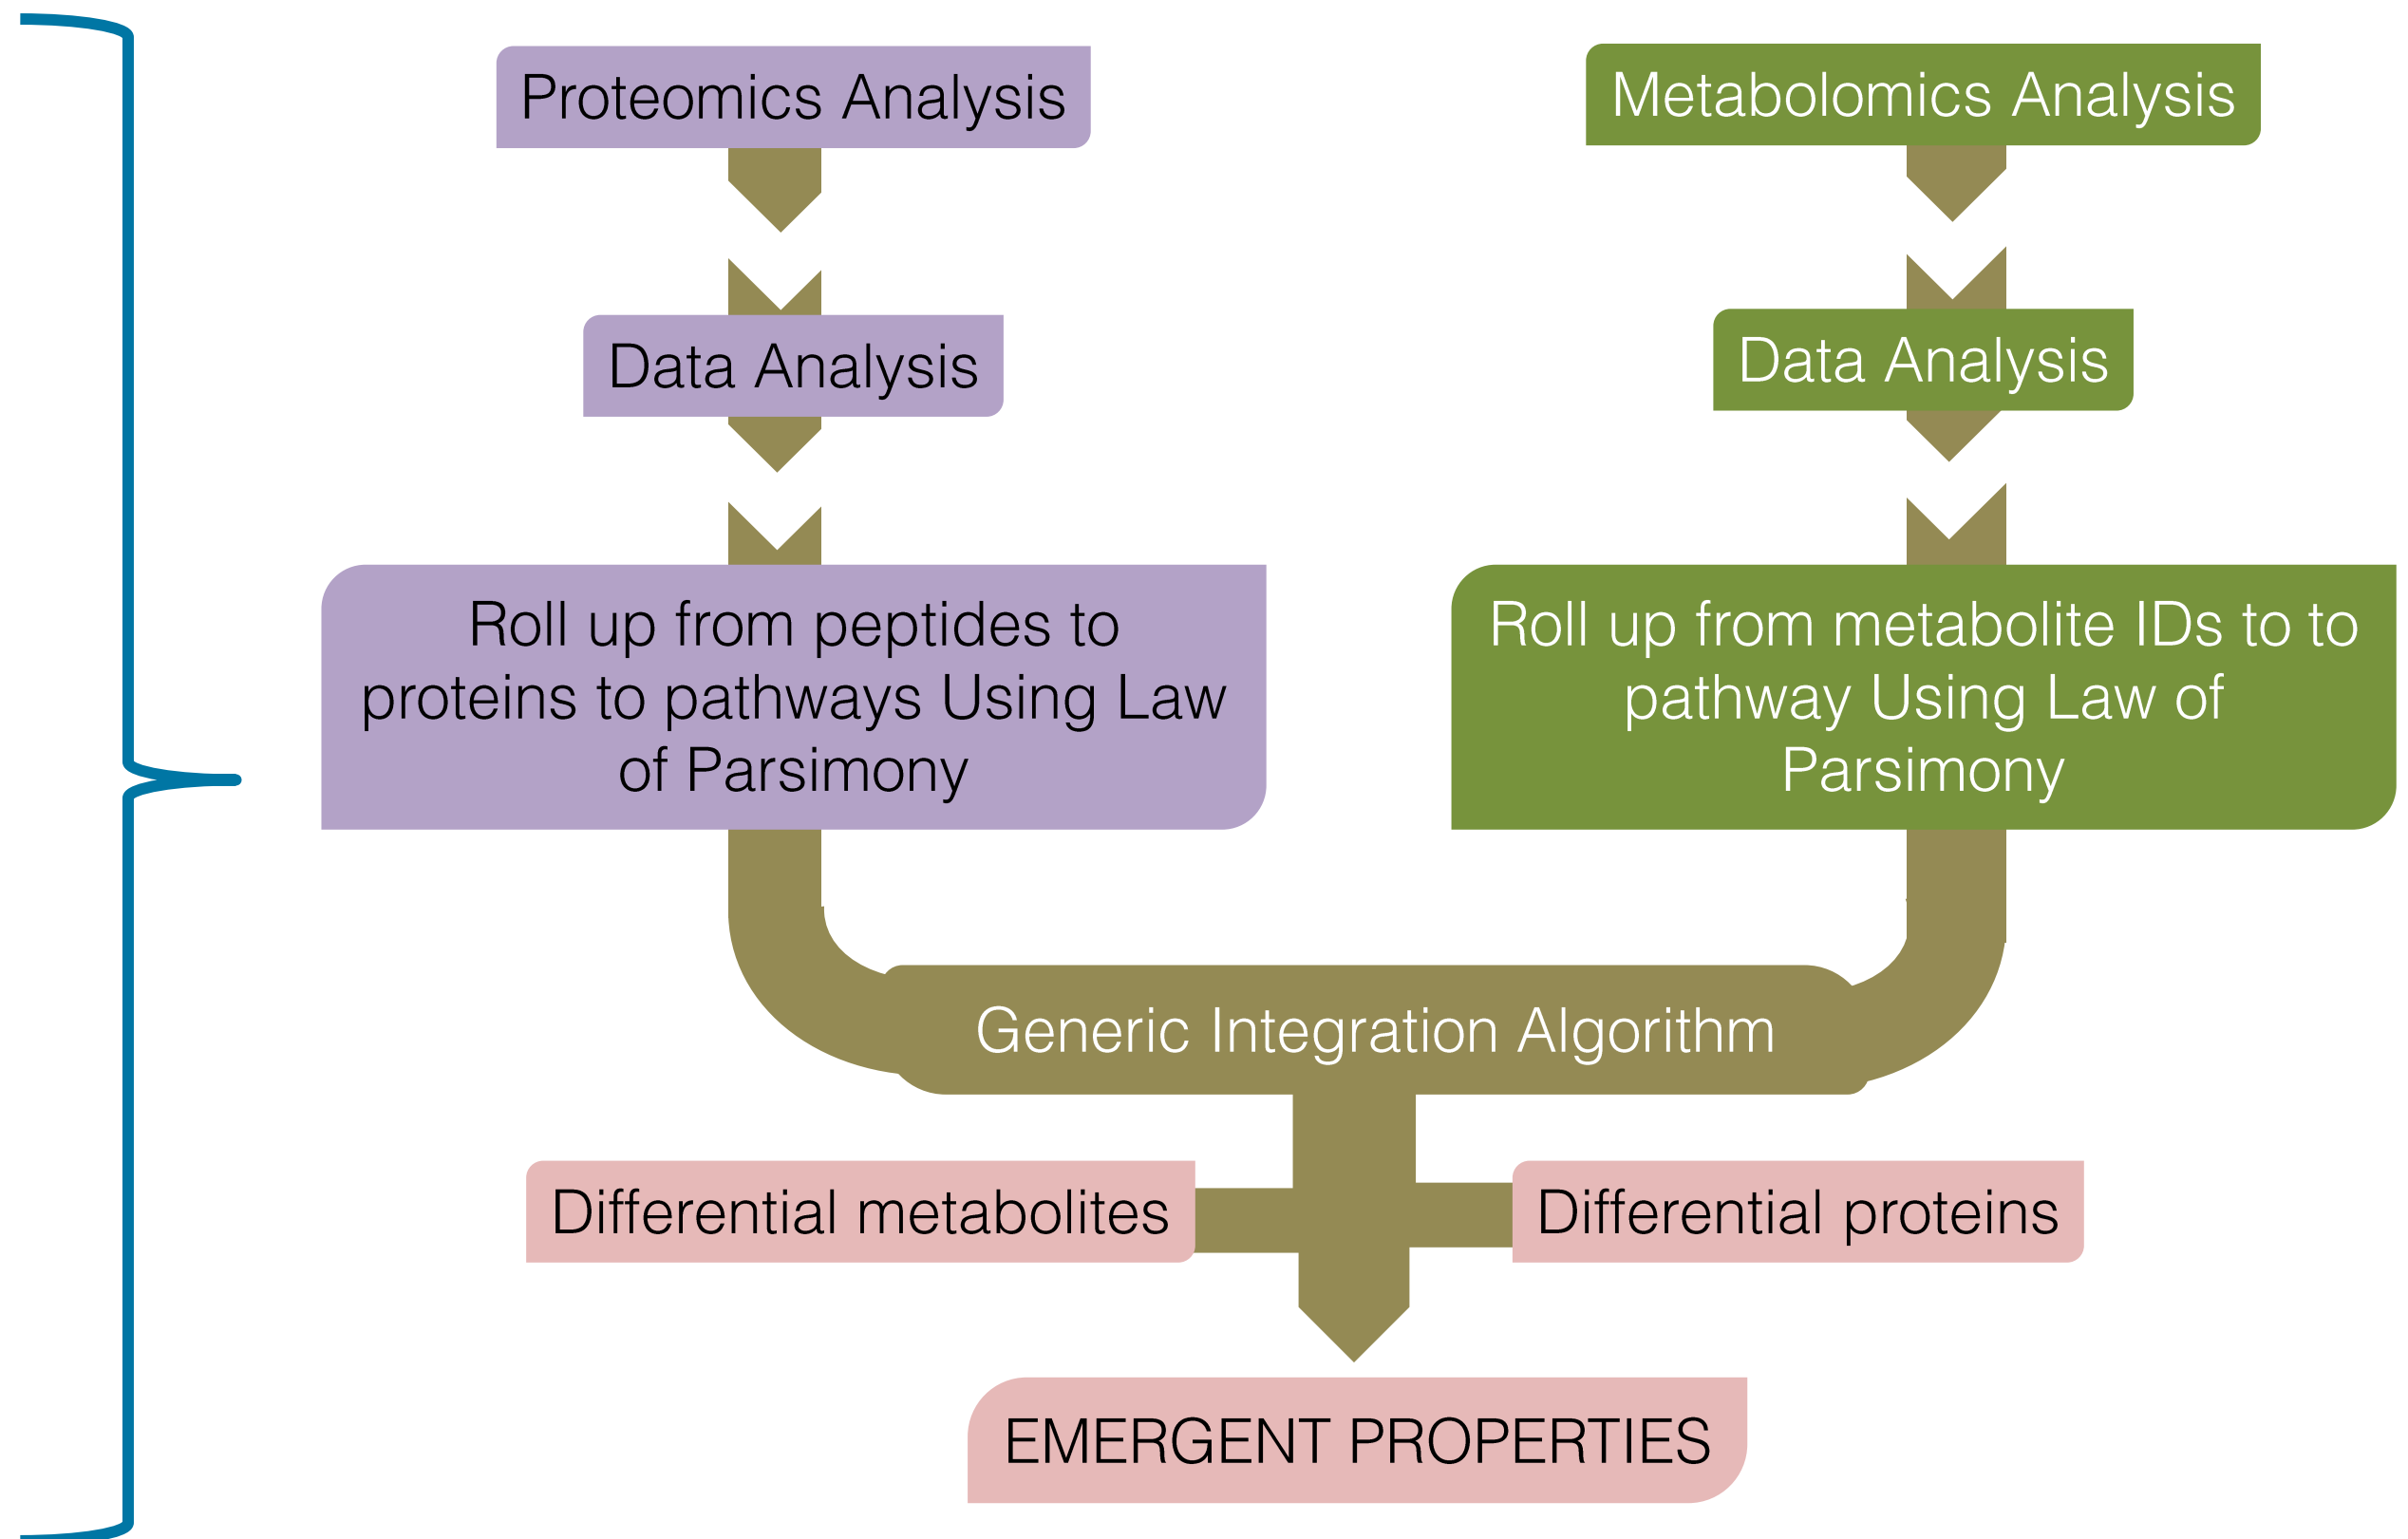 Proteomics Analysis
Metabolomics Analysis
Data Analysis
Data Analysis
Roll up from peptides to
proteins to pathways Using Law
of Parsimony
Roll up from metabolite IDs to to
pathway Using Law of
Parsimony
Generic Integration Algorithm
Differential metabolites
Differential proteins
EMERGENT PROPERTIES